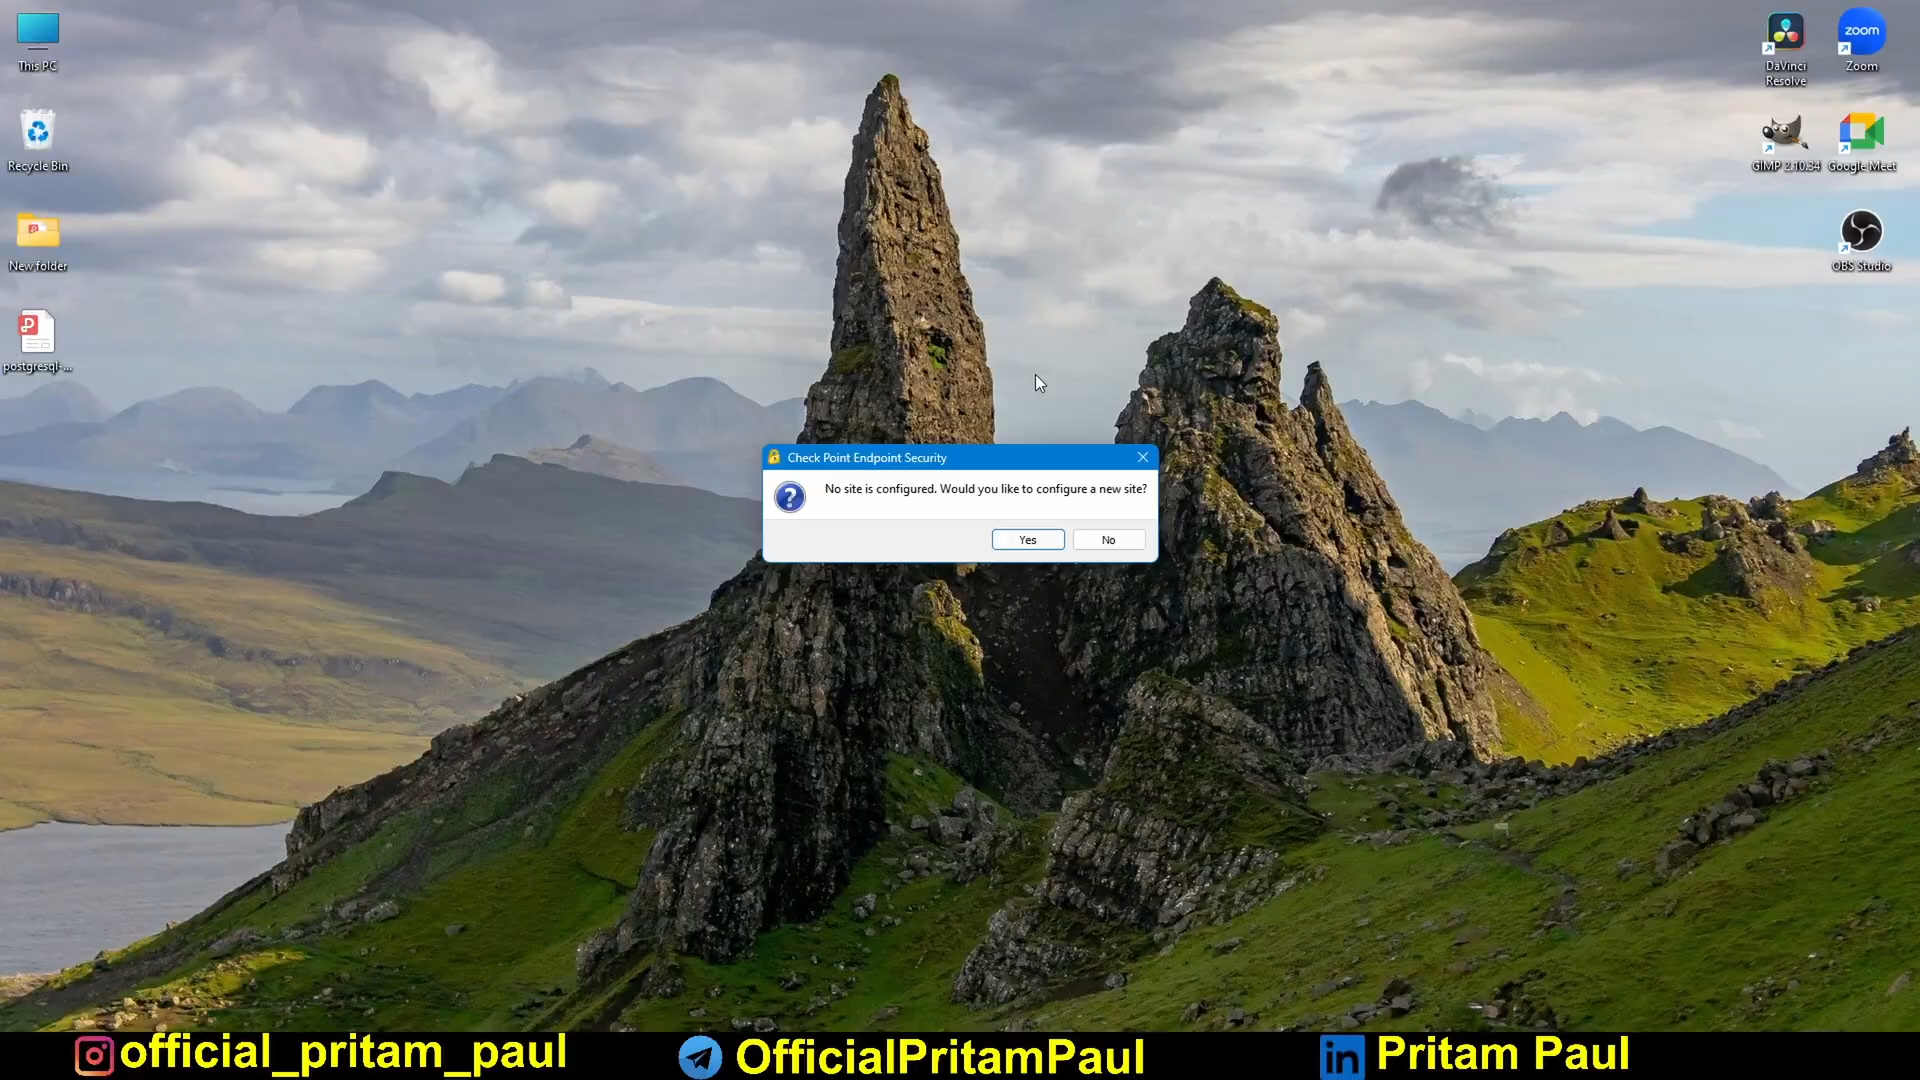 This PC
Recycle Bin
New folder
postgresql-...
DaVinci
Resolve
zoom
Zoom
GIMP 2.10.34
Google Meet
OBS Studio
Check Point Endpoint Security
No site is configured. Would you like to configure a new site?
Yes
No
official_pritam_paul
OfficialPritamPaul
in
Pritam Paul